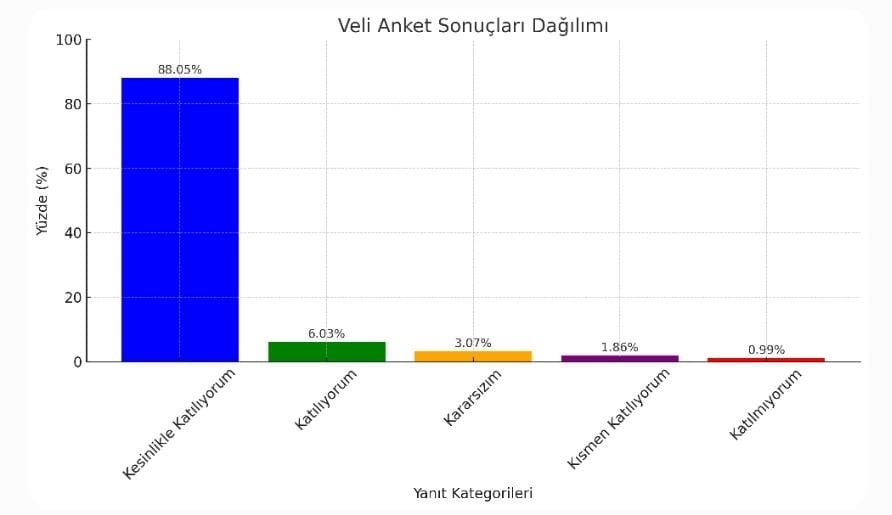 Veli Anket Sonuçları Dağılımı
100
80
60
40
20
0
Yüzde (%)
88.05%
6.03%
3.07%
1.86%
0.99%
Kesinlikle Katılıyorum
Katılıyorum
Kararsızım
Kısmen Katılıyorum
Katılmıyorum
Yanıt Kategorileri